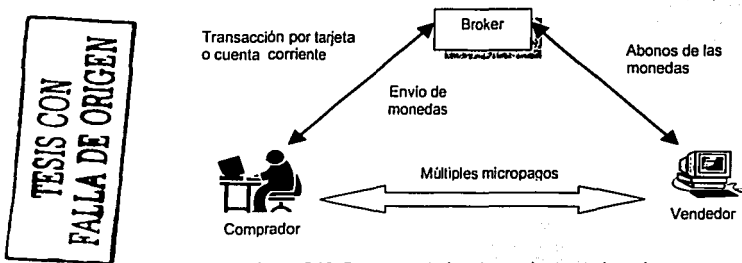 TESIS CON
FALLA DE ORIGEN
Transacción por tarjeta
o cuenta corriente
Broker
Abonos de las
monedas
Envio de
monedas
Múltiples micropagos
Comprador
Vendedor